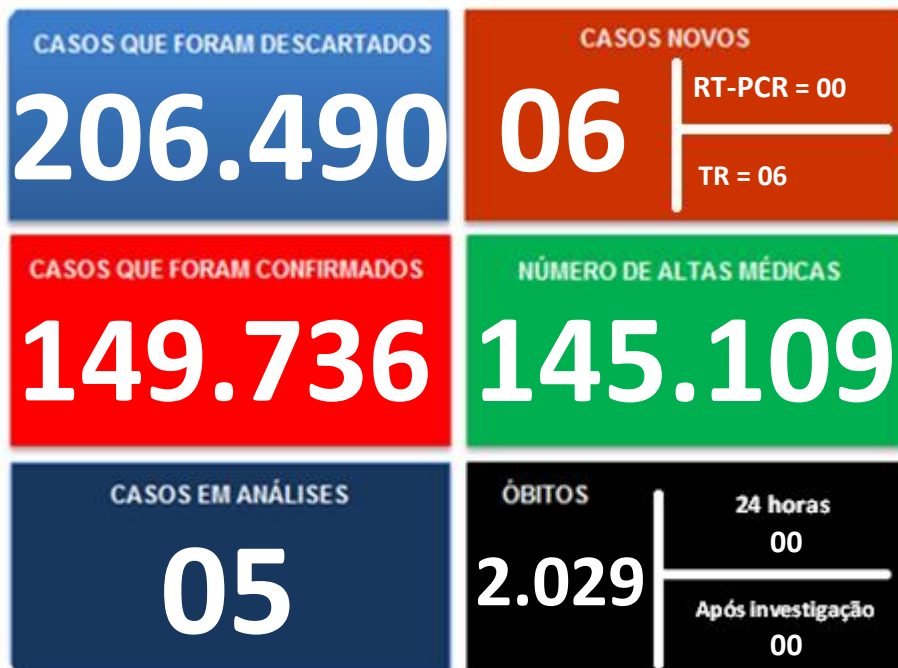 CASOS QUE FORAM DESCARTADOS
206.490
CASOS NOVOS
06
RT-PCR = 00
TR = 06
CASOS QUE FORAM CONFIRMADOS
149.736
NÚMERO DE ALTAS MÉDICAS
145.109
CASOS EM ANÁLISES
05
ÓBITOS
2.029
24 horas
00
Após investigação
00